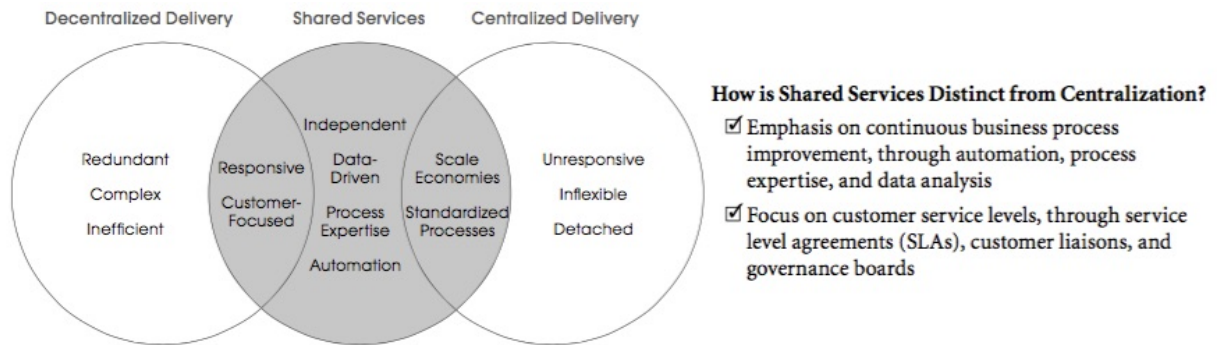 Decentralized Delivery
Shared Services
Centralized Delivery
Redundant
Complex
Inefficient
Responsive
Customer-
Focused
Independent
Data-
Driven
Process
Expertise
Automation
Scale
Economies
Standardized
Processes
Unresponsive
Inflexible
Detached
How is Shared Services Distinct from Centralization?
☑ Emphasis on continuous business process
improvement, through automation, process
expertise, and data analysis
☑ Focus on customer service levels, through service
level agreements (SLAs), customer liaisons, and
governance boards